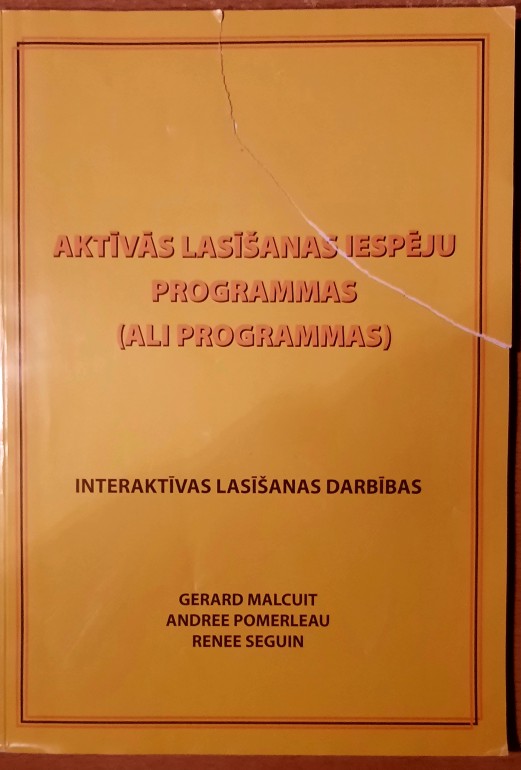 AKTĪVĀS LASĪŠANAS IESPĒJU
PROGRAMMAS
(ALI PROGRAMMAS)
INTERAKTĪVAS LASĪŠANAS DARBĪBAS
GERARD MALCUIT
ANDREE POMERLEAU
RENEE SEGUIN